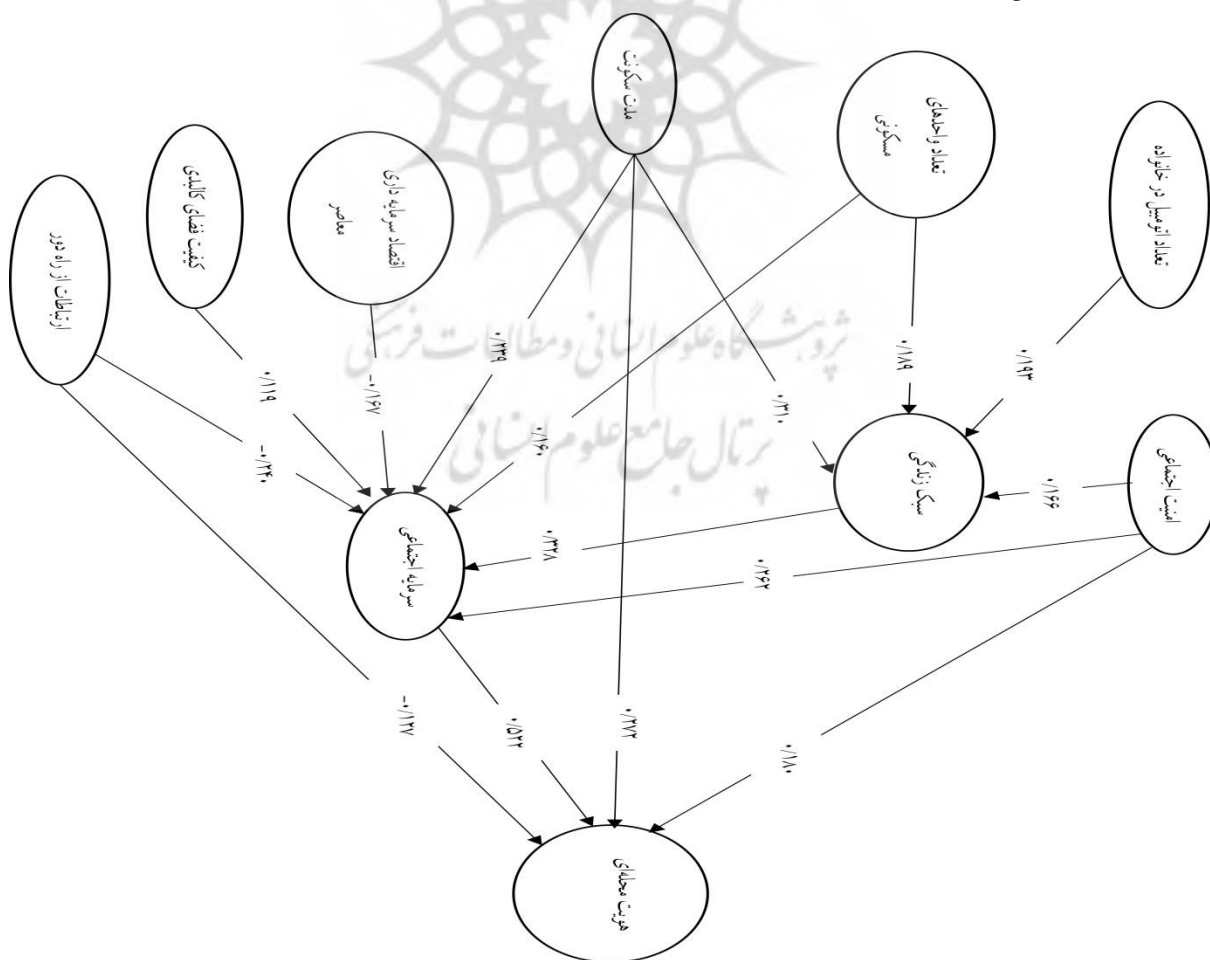 مدت سکونت
تعداد واحدهای
مسکونی
تعداد اتومبیل در خانواده
اقتصاد سرمایه داری
معاصر
کیفیت فضای کالبدی
ارتباطات از راه دور
پژوهشگاه علوم انسانی و مطالعات فرهنگی
پرتال جامع علوم انسانی
۰/۱۹۳
۰/۱۸۹
۰/۳۱۰
۰/۱۶۰
۰/۲۳۹
-۰/۱۶۷
۰/۱۱۹
-۰/۲۴۰
امنیت اجتماعی
۰/۱۶۶
سبک زندگی
۰/۳۲۸
۰/۲۶۲
سرمایه اجتماعی
۰/۱۸۰
۰/۲۷۲
۰/۵۲۲
-۰/۱۲۷
هویت محله‌ای